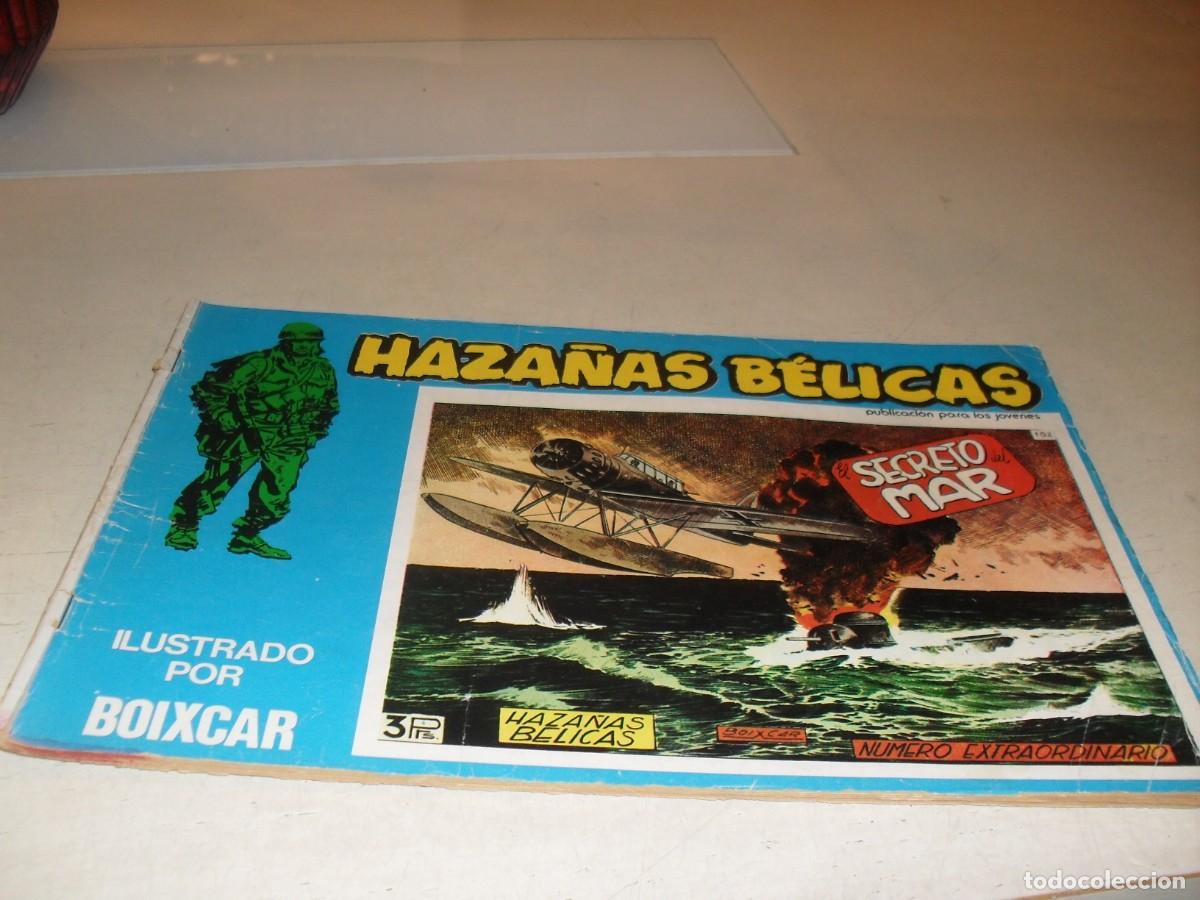 HAZAÑAS BÉLICAS
publicación para los jovenes
102
El SECRETO del
MAR
ILUSTRADO
POR
BOIXCAR
3 Pts.
HAZAÑAS
BÉLICAS
BOIXCAR
NUMERO EXTRAORDINARIO
todocoleccion